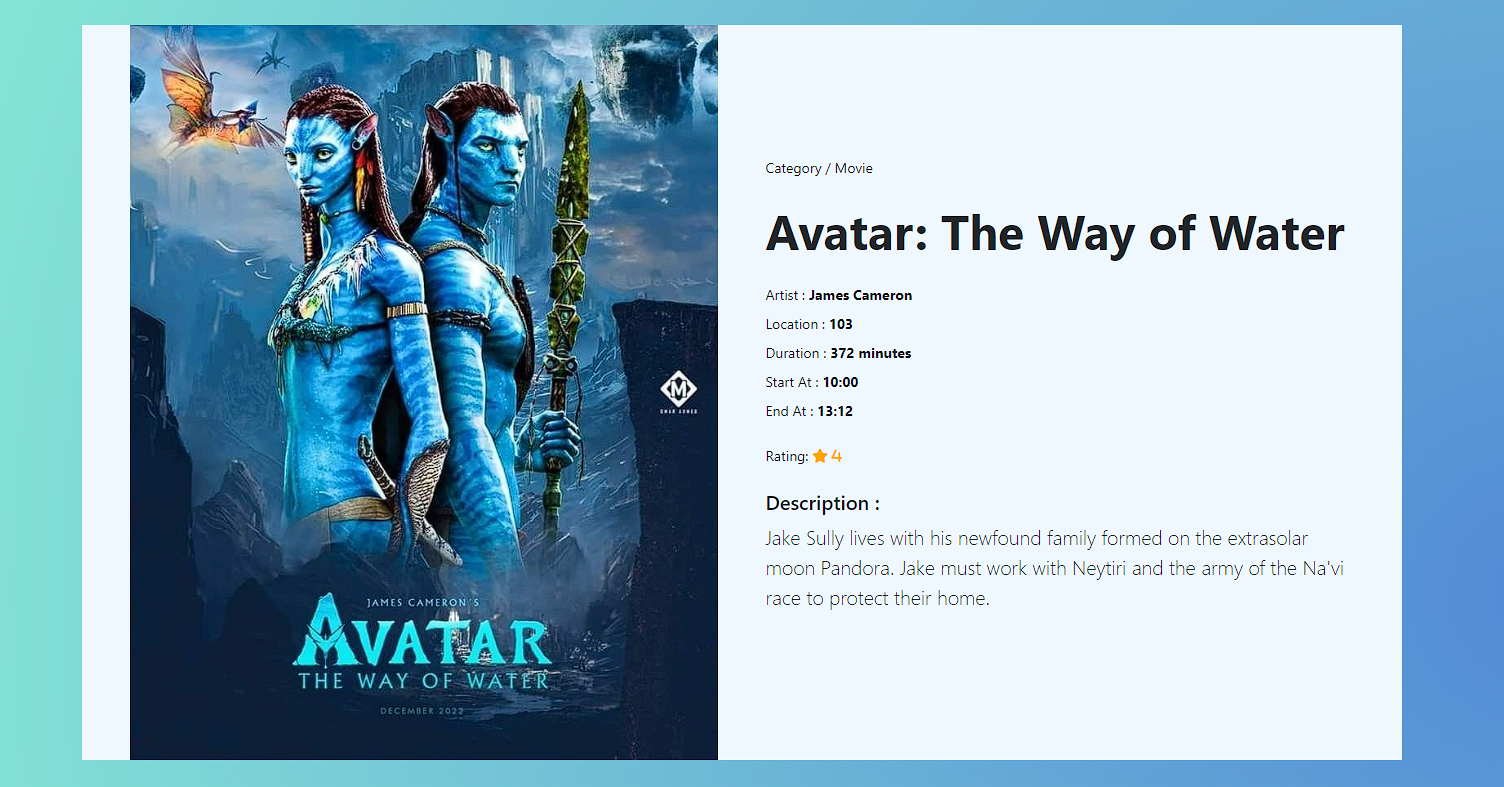 JAMES CAMERON'S
AVATAR
THE WAY OF WATER
DECEMBER 2022
M
OMAR AHMED
Category / Movie
Avatar: The Way of Water
Artist : James Cameron
Location : 103
Duration : 372 minutes
Start At : 10:00
End At : 13:12
Rating: 4
Description :
Jake Sully lives with his newfound family formed on the extrasolar
moon Pandora. Jake must work with Neytiri and the army of the Na'vi
race to protect their home.